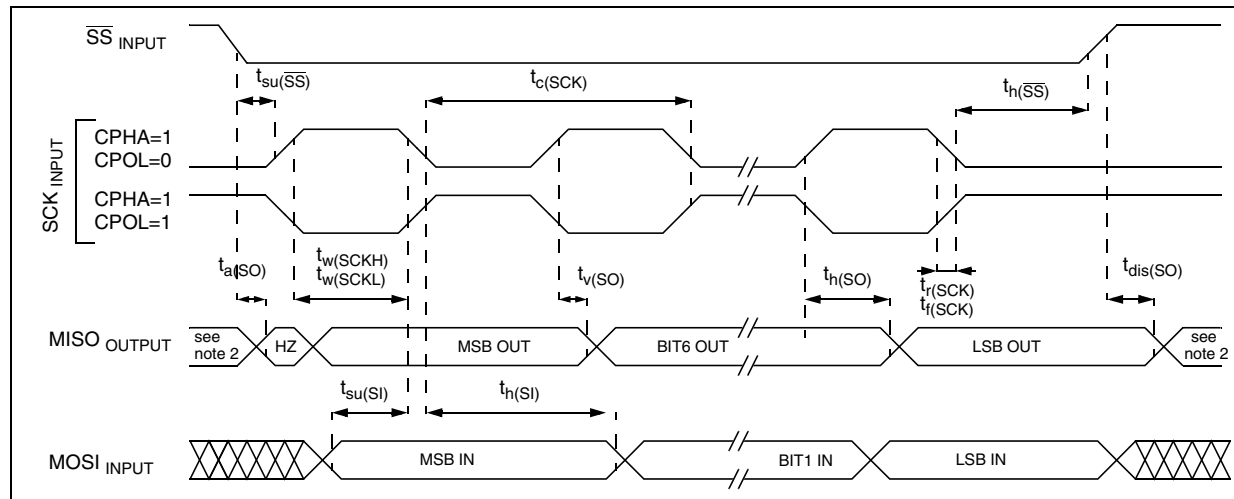 SS INPUT
tsu(SS)
tc(SCK)
th(SS)
SCK INPUT
CPHA=1
CPOL=0
CPHA=1
CPOL=1
ta(SO)
tw(SCKH)
tw(SCKL)
tv(SO)
th(SO)
tr(SCK)
tf(SCK)
tdis(SO)
MISO OUTPUT
see note 2
HZ
MSB OUT
BIT6 OUT
LSB OUT
see note 2
tsu(SI)
th(SI)
MOSI INPUT
MSB IN
BIT1 IN
LSB IN